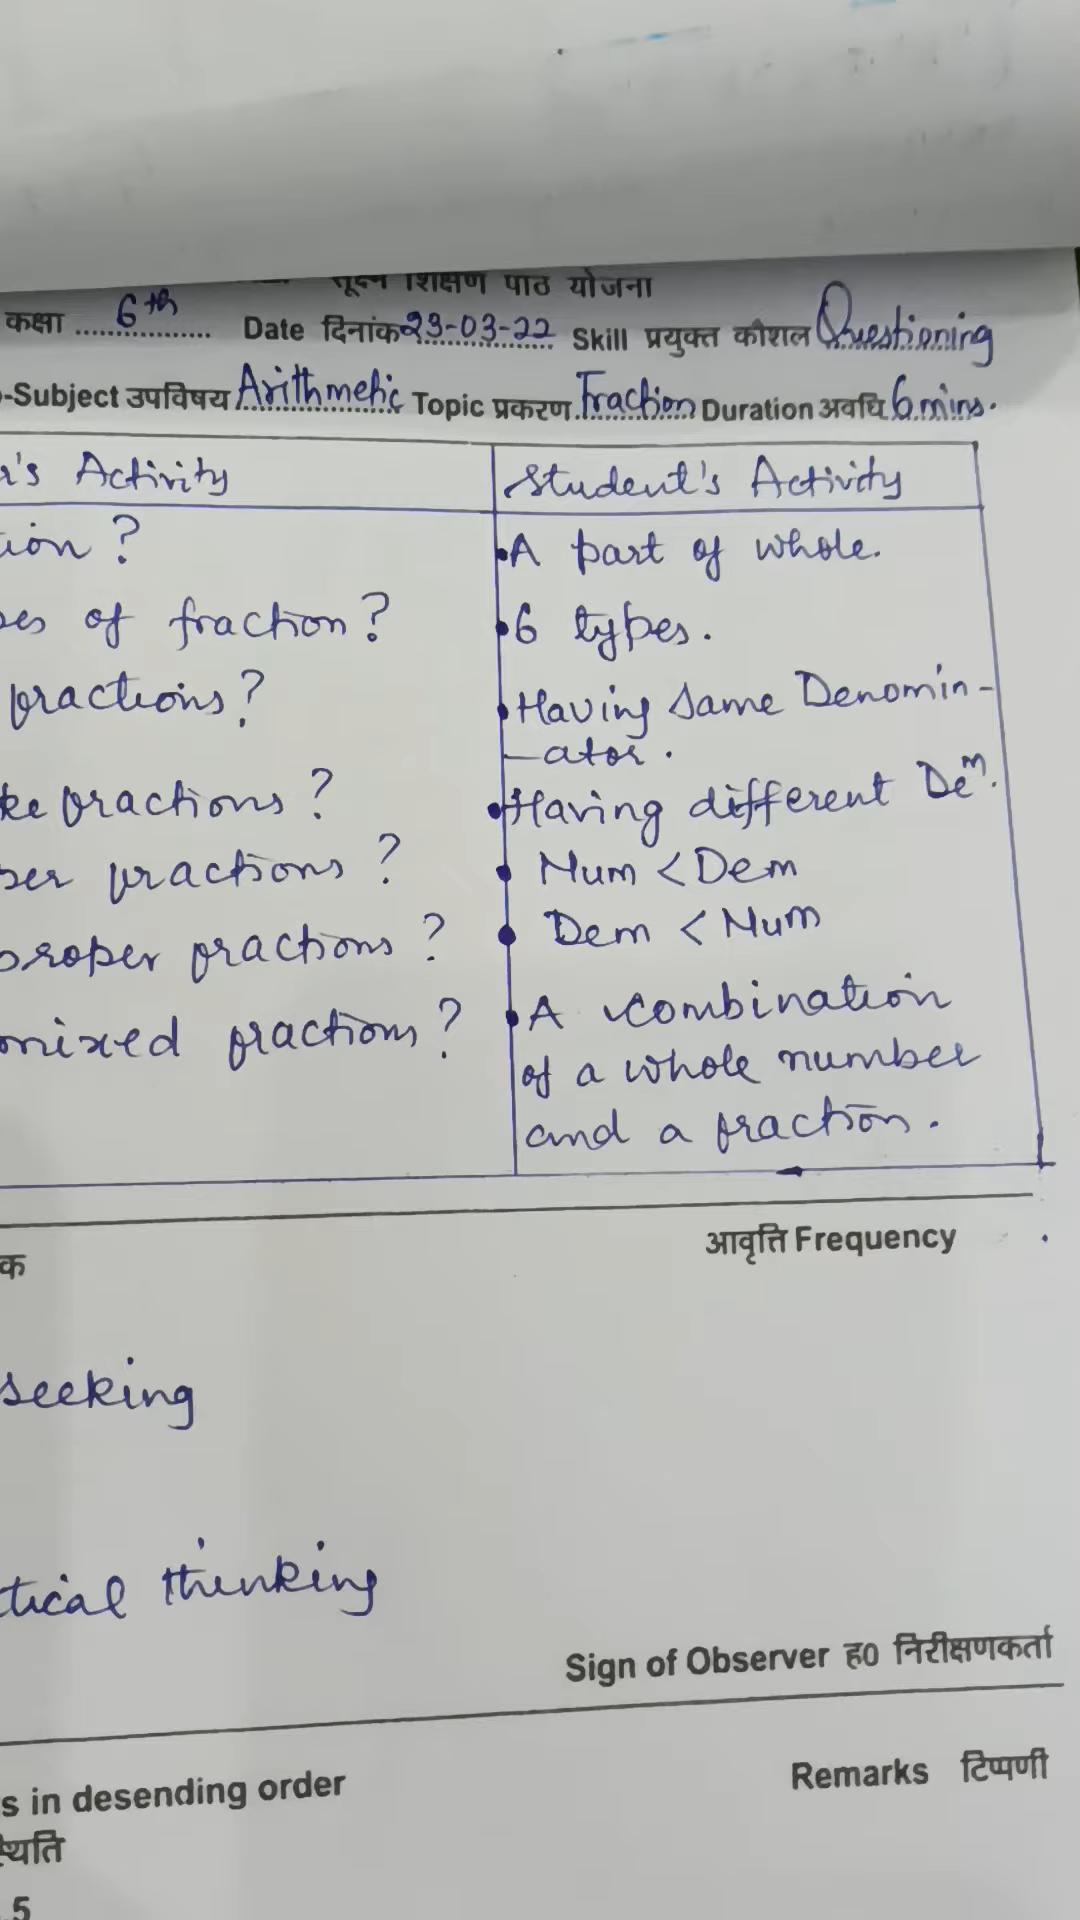 सूक्ष्म शिक्षण पाठ योजना
कक्षा 6th Date दिनांक 23-03-22 Skill प्रयुक्त कौशल Questioning
-Subject उपविषय Arithmetic Topic प्रकरण Fraction Duration अवधि 6 mins.
r's Activity Student's Activity
ion? • A part of whole.
es of fraction? • 6 types.
fractions? • Having same Denomin-
-ator.
ke fractions? • Having different Deᵐ.
per fractions? • Num < Dem
proper fractions? • Dem < Num
mixed fractions? • A combination
of a whole number
and a fraction.
क आवृत्ति Frequency
seeking
tical thinking
Sign of Observer ह0 निरीक्षणकर्ता
s in desending order Remarks टिप्पणी
स्थिति
.5